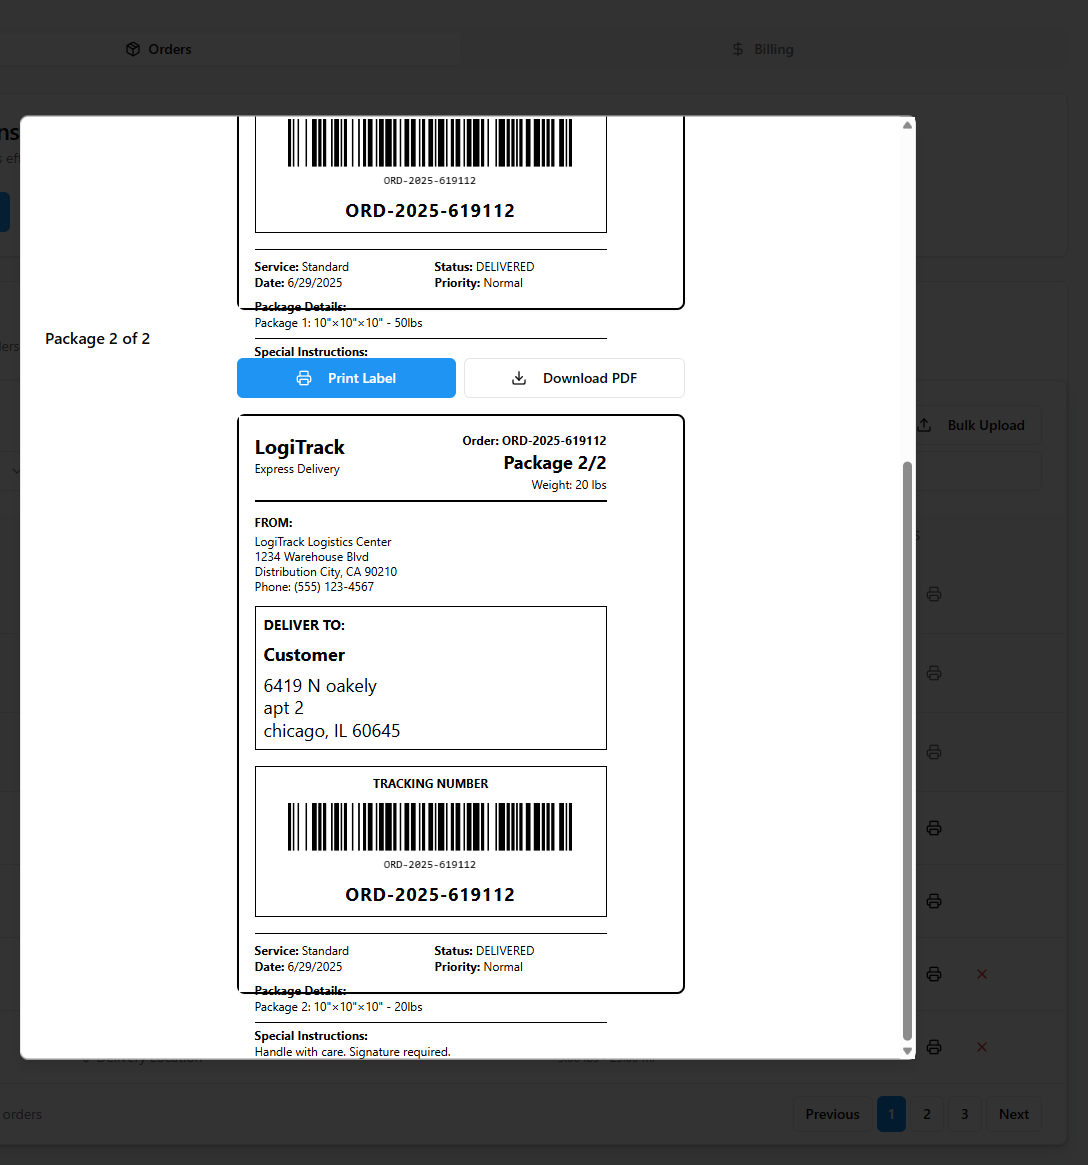 Orders
Billing
ORD-2025-619112
ORD-2025-619112
Service: Standard
Status: DELIVERED
Date: 6/29/2025
Priority: Normal
Package Details:
Package 1: 10"×10"×10" - 50lbs
Package 2 of 2
Special Instructions:
Print Label
Download PDF
Bulk Upload
LogiTrack
Express Delivery
Order: ORD-2025-619112
Package 2/2
Weight: 20 lbs
FROM:
LogiTrack Logistics Center
1234 Warehouse Blvd
Distribution City, CA 90210
Phone: (555) 123-4567
DELIVER TO:
Customer
6419 N oakely
apt 2
chicago, IL 60645
TRACKING NUMBER
ORD-2025-619112
ORD-2025-619112
Service: Standard
Status: DELIVERED
Date: 6/29/2025
Priority: Normal
Package Details:
Package 2: 10"×10"×10" - 20lbs
Special Instructions:
Handle with care. Signature required.
orders
Previous
1
2
3
Next